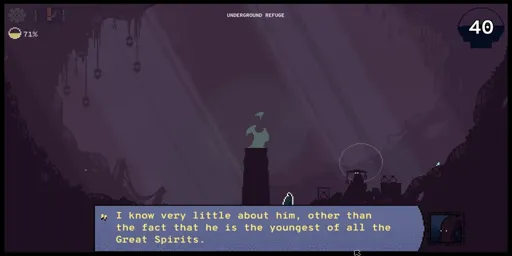 UNDERGROUND REFUGE
40
71%
I know very little about him, other than
the fact that he is the youngest of all the
Great Spirits.